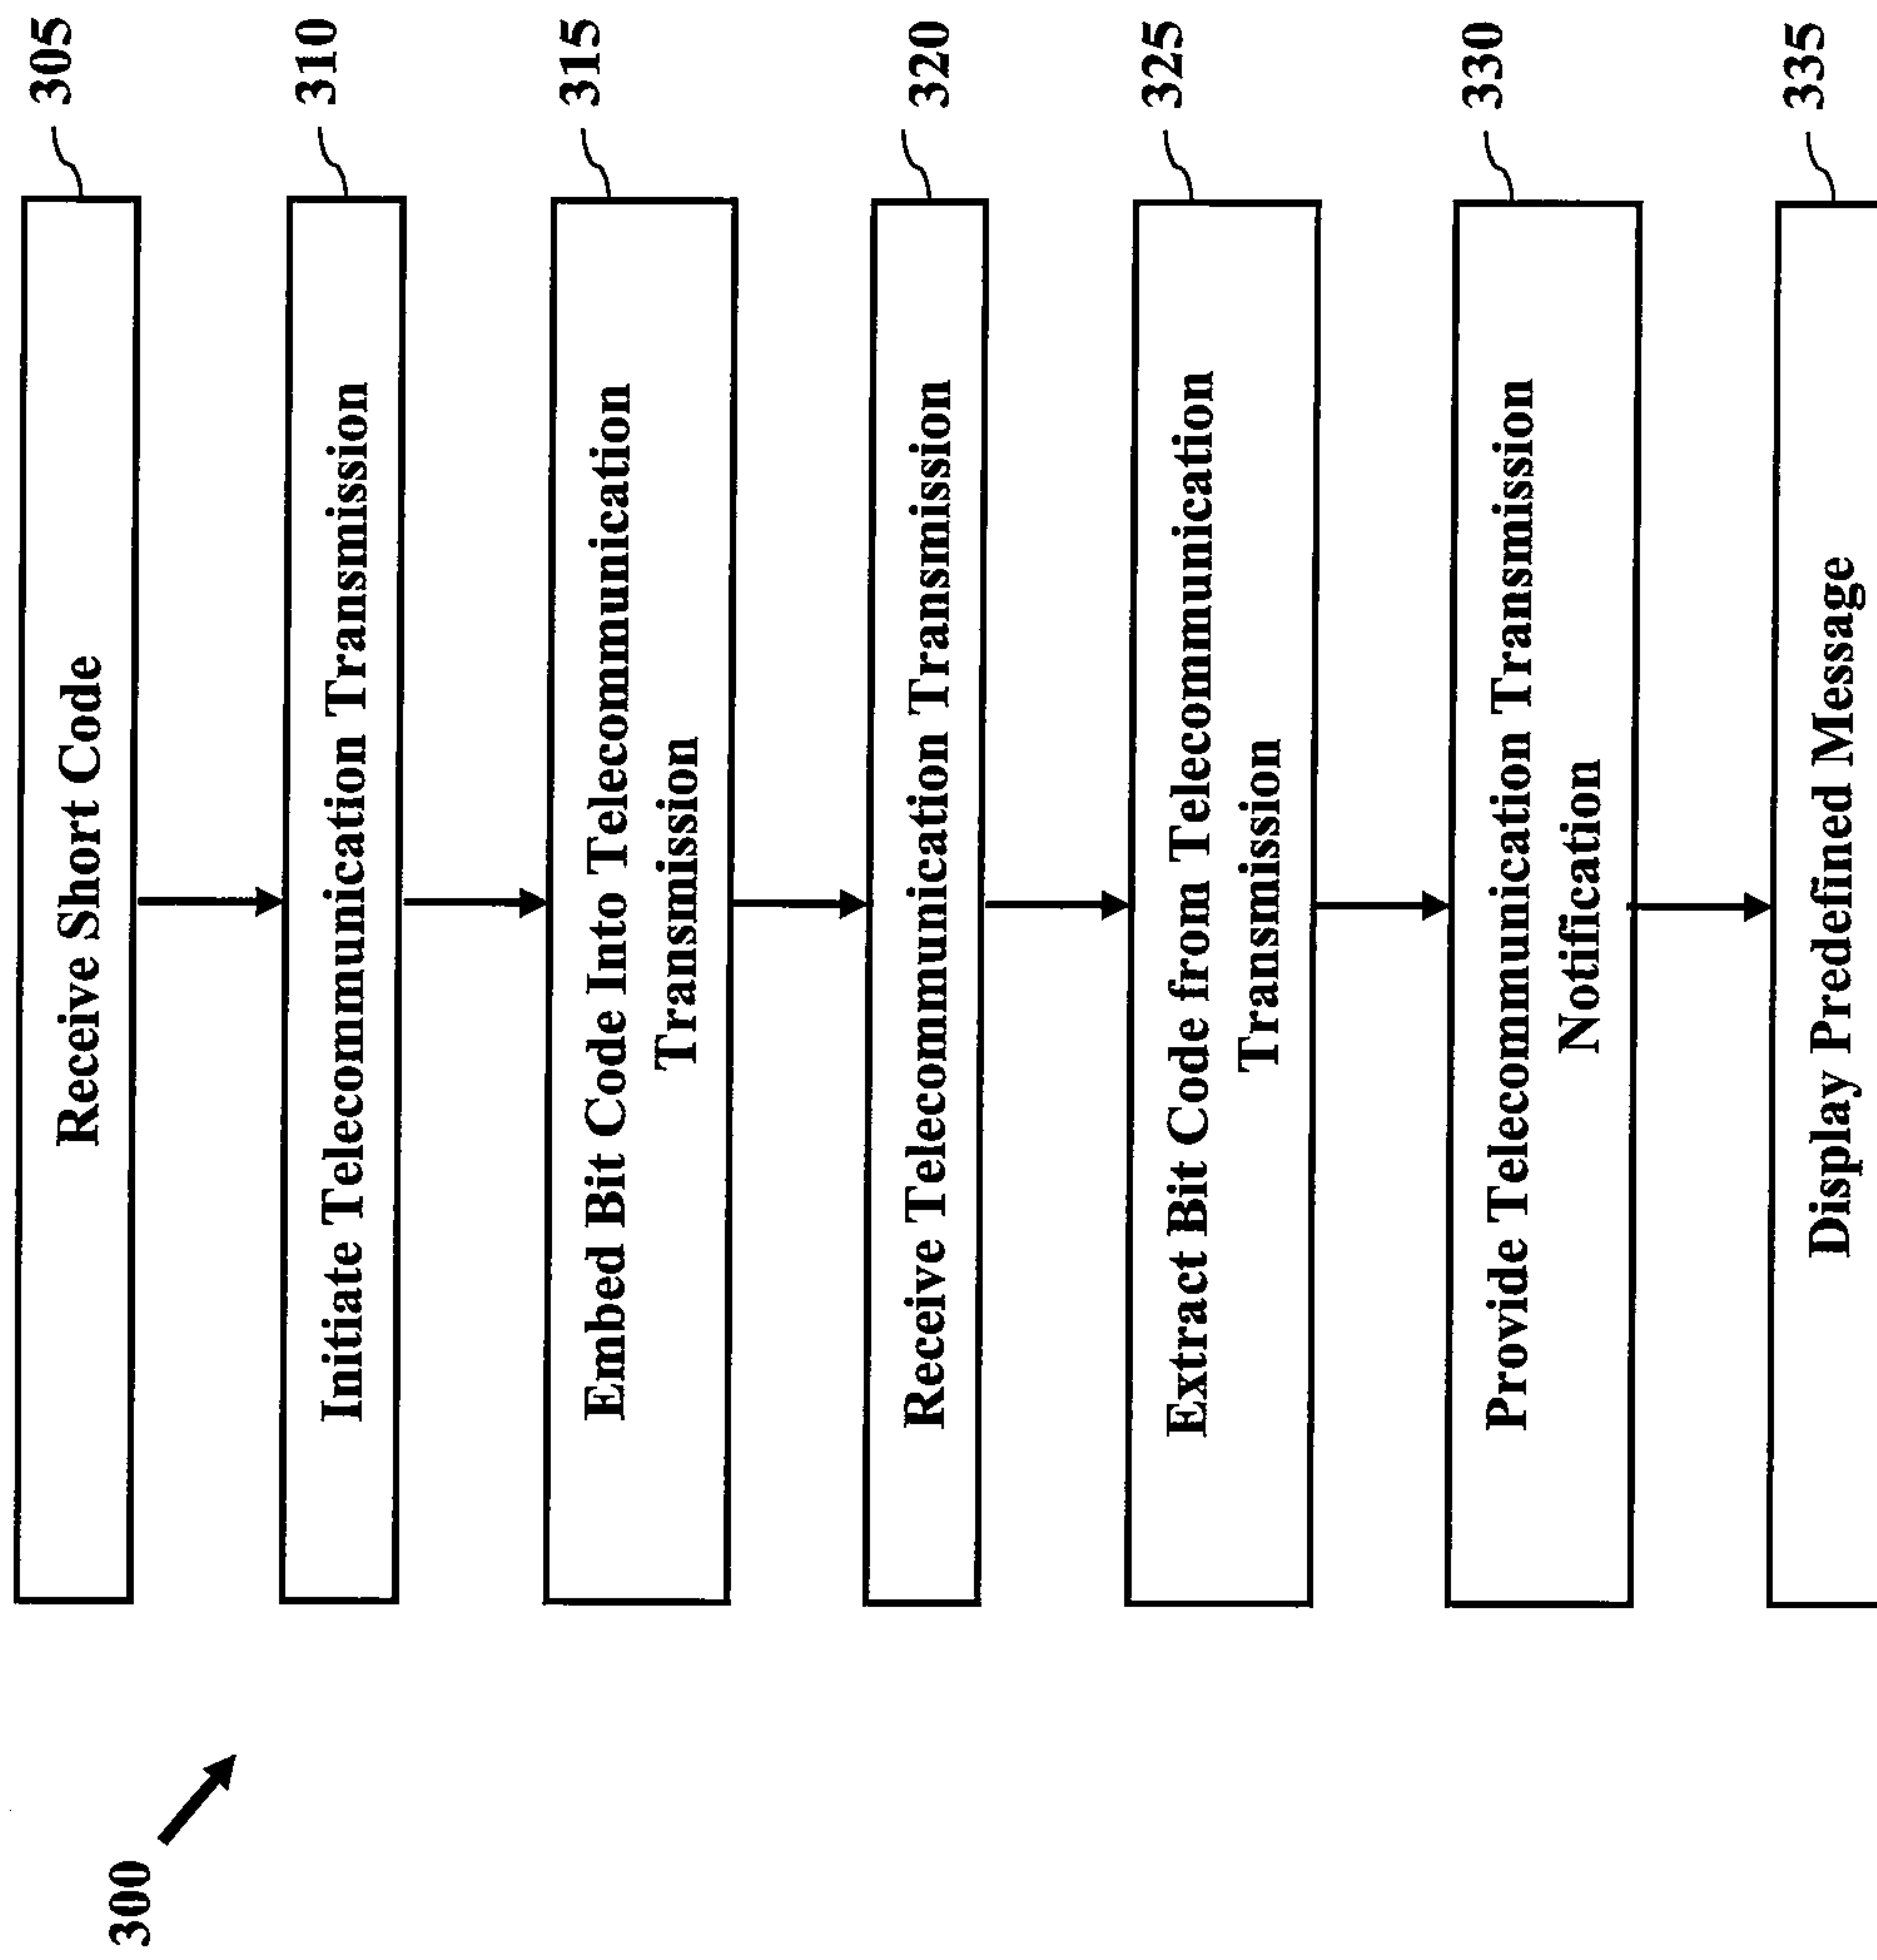 300
Receive Short Code
305
Initiate Telecommunication Transmission
310
Embed Bit Code Into Telecommunication
Transmission
315
Receive Telecommunication Transmission
320
Extract Bit Code from Telecommunication
Transmission
325
Provide Telecommunication Transmission
Notification
330
Display Predefined Message
335